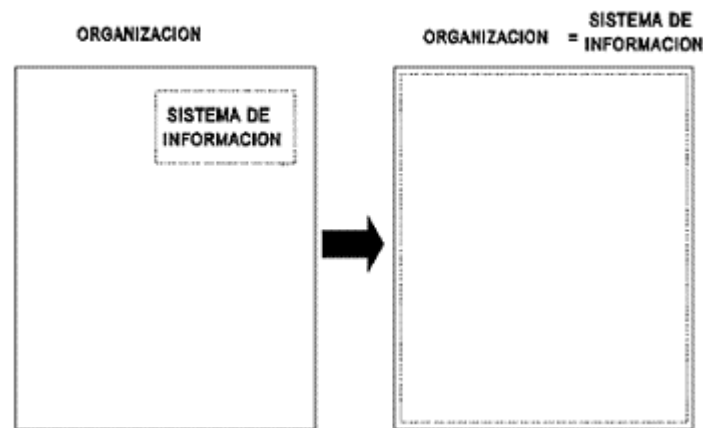 ORGANIZACION
SISTEMA DE
INFORMACION
ORGANIZACION = SISTEMA DE
INFORMACION